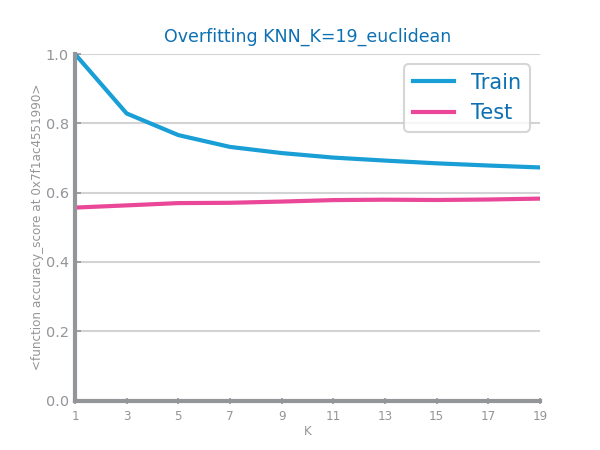 Overfitting KNN_K=19_euclidean
<function accuracy_score at 0x7f1ac4551990>
1.0
0.8
0.6
0.4
0.2
0.0
Train
Test
1 3 5 7 9 11 13 15 17 19
K